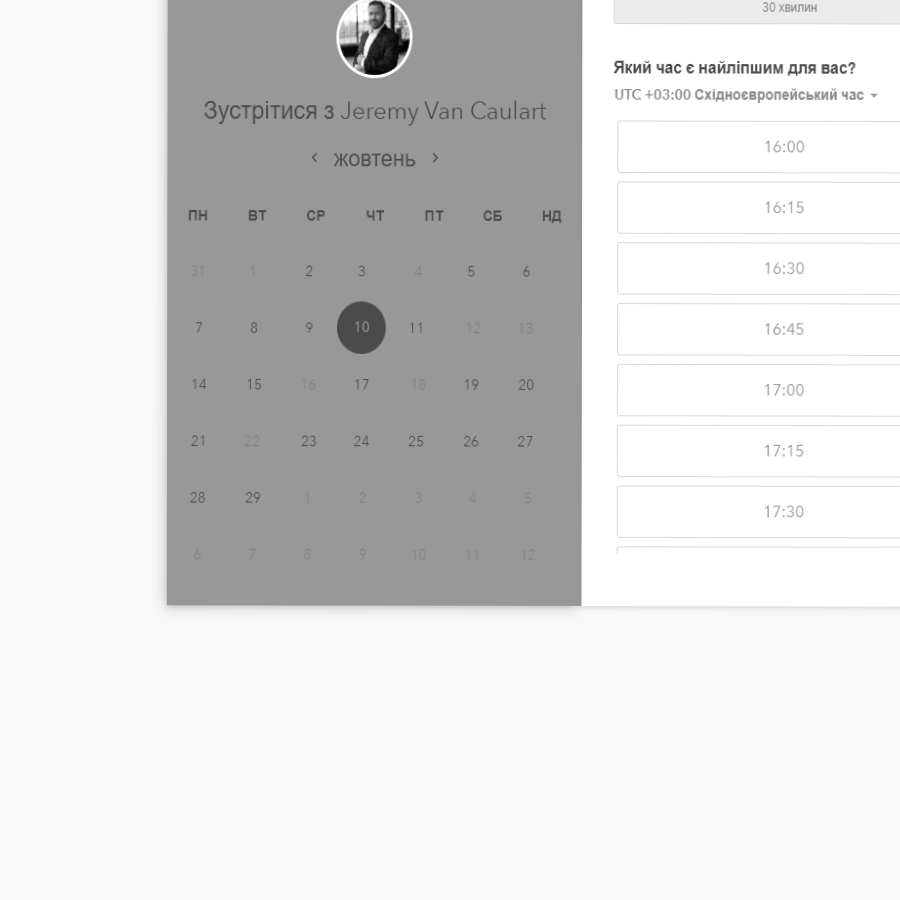 30 хвилин
Зустрітися з Jeremy Van Caulart
жовтень
ПН ВТ СР ЧТ ПТ СБ НД
31 1 2 3 4 5 6
7 8 9 10 11 12 13
14 15 16 17 18 19 20
21 22 23 24 25 26 27
28 29 1 2 3 4 5
6 7 8 9 10 11 12
Який час є найліпшим для вас?
UTC +03:00 Східноєвропейський час
16:00
16:15
16:30
16:45
17:00
17:15
17:30